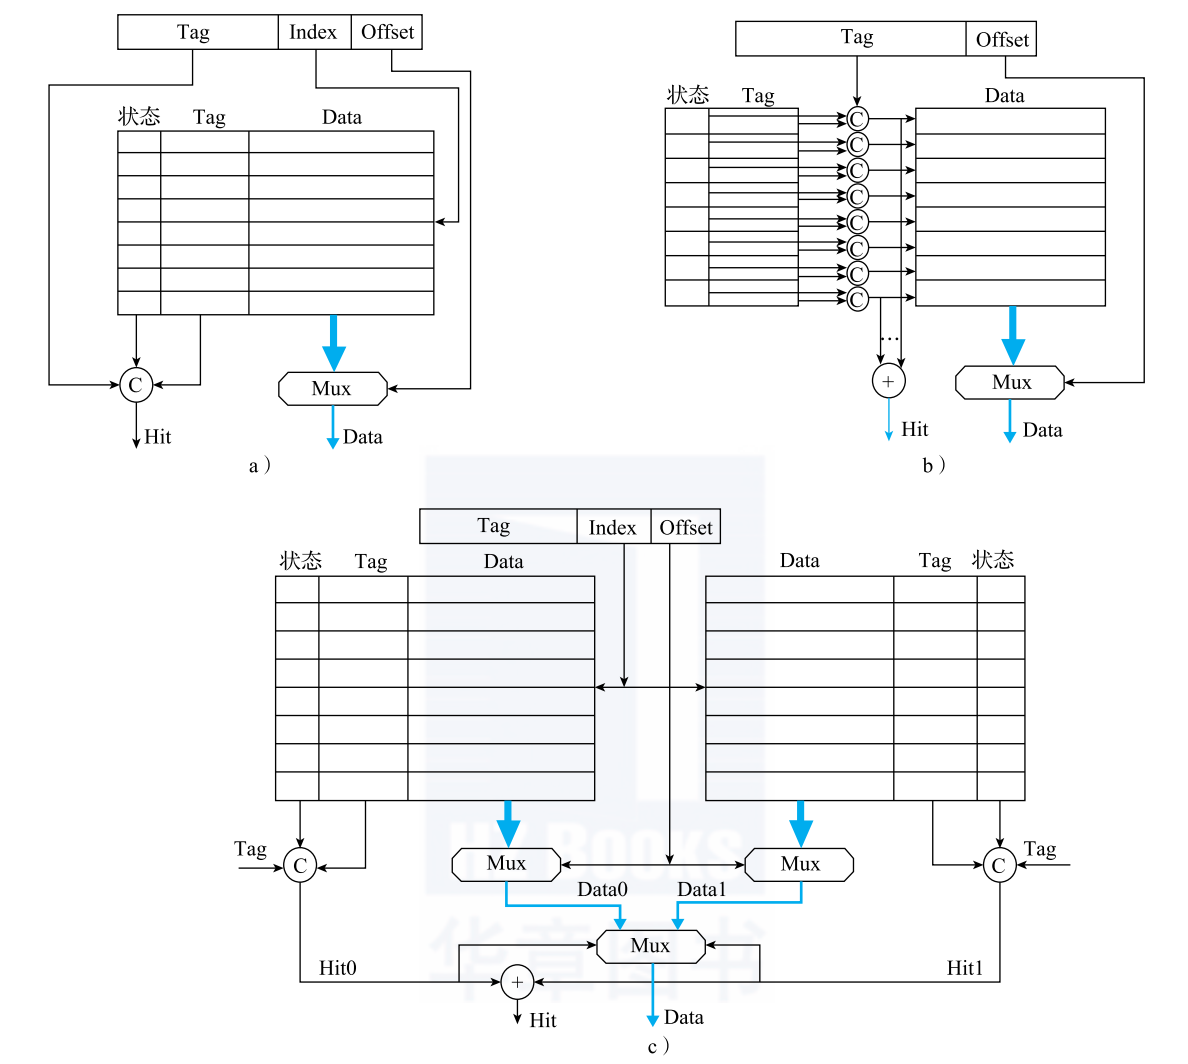 Tag Index Offset
状态 Tag Data
C
Mux
Hit
Data
a）
Tag Offset
状态 Tag Data
C
C
C
C
C
C
C
C
…
+
Mux
Hit
Data
b）
Tag Index Offset
状态 Tag Data
Data Tag 状态
Tag C Mux Mux C Tag
Data0 Data1
Mux
Hit0 + Hit1
Hit Data
c）
HZ Books
华章图书